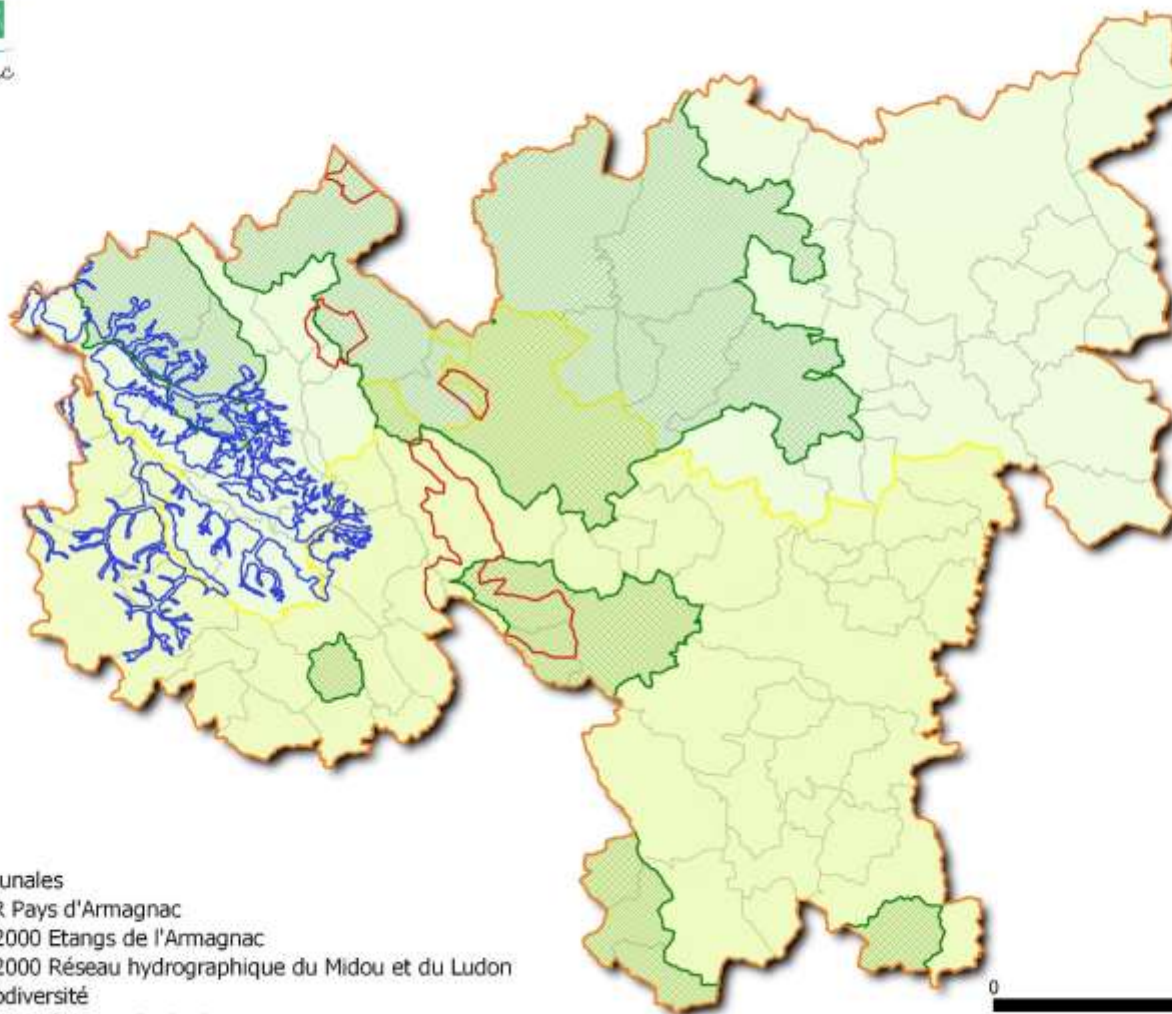 c
unales
R Pays d'Armagnac
2000 Etangs de l'Armagnac
2000 Réseau hydrographique du Midou et du Ludon
odiversité
0